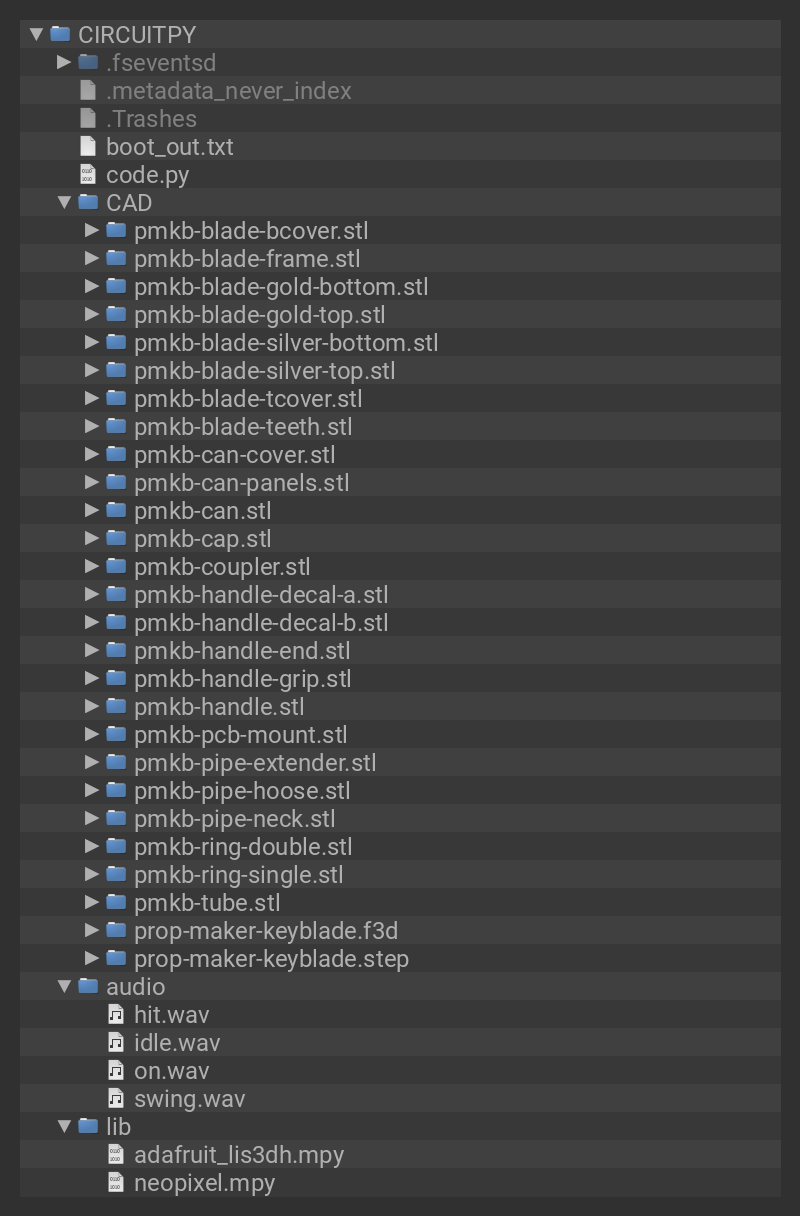 CIRCUITPY
.fseventsd
.metadata_never_index
.Trashes
boot_out.txt
code.py
CAD
pmkb-blade-bcover.stl
pmkb-blade-frame.stl
pmkb-blade-gold-bottom.stl
pmkb-blade-gold-top.stl
pmkb-blade-silver-bottom.stl
pmkb-blade-silver-top.stl
pmkb-blade-tcover.stl
pmkb-blade-teeth.stl
pmkb-can-cover.stl
pmkb-can-panels.stl
pmkb-can.stl
pmkb-cap.stl
pmkb-coupler.stl
pmkb-handle-decal-a.stl
pmkb-handle-decal-b.stl
pmkb-handle-end.stl
pmkb-handle-grip.stl
pmkb-handle.stl
pmkb-pcb-mount.stl
pmkb-pipe-extender.stl
pmkb-pipe-hoose.stl
pmkb-pipe-neck.stl
pmkb-ring-double.stl
pmkb-ring-single.stl
pmkb-tube.stl
prop-maker-keyblade.f3d
prop-maker-keyblade.step
audio
hit.wav
idle.wav
on.wav
swing.wav
lib
adafruit_lis3dh.mpy
neopixel.mpy